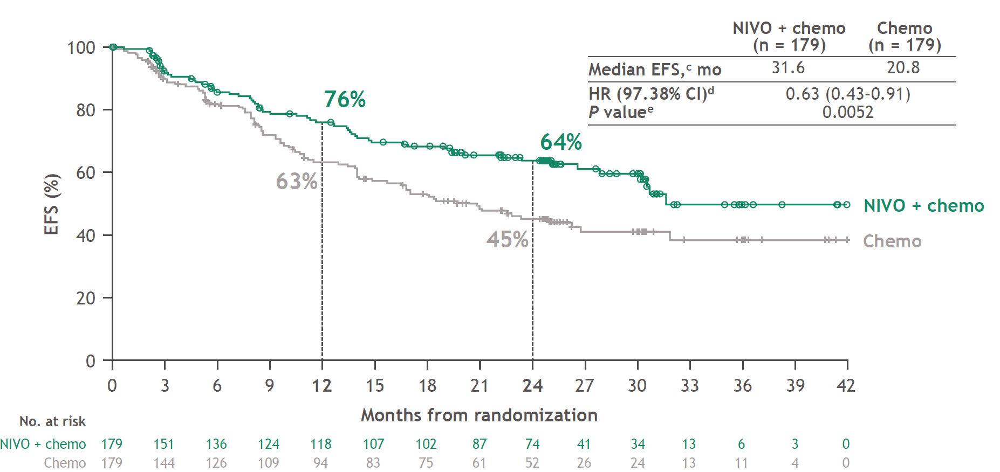 NIVO + chemo Chemo
(n = 179) (n = 179)
Median EFS,ᶜ mo 31.6 20.8
HR (97.38% CI)ᵈ 0.63 (0.43-0.91)
P valueᵉ 0.0052
EFS (%)
100
80
60
40
20
0
76%
63%
64%
45%
NIVO + chemo
Chemo
0 3 6 9 12 15 18 21 24 27 30 33 36 39 42
Months from randomization
No. at risk
NIVO + chemo 179 151 136 124 118 107 102 87 74 41 34 13 6 3 0
Chemo 179 144 126 109 94 83 75 61 52 26 24 13 11 4 0